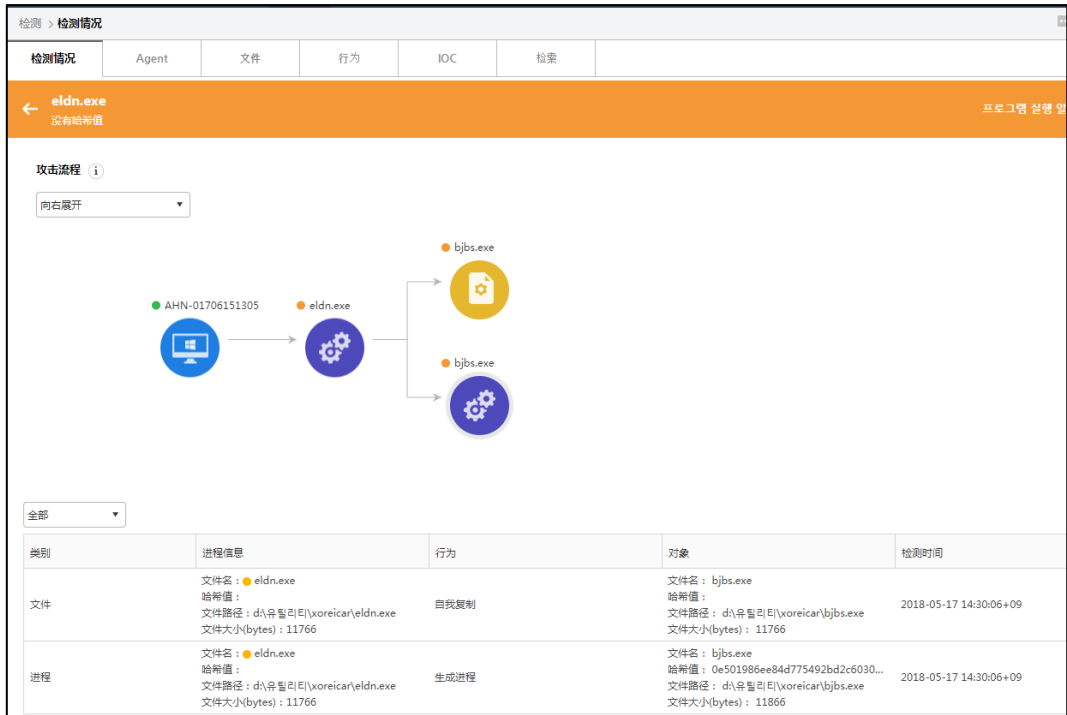 检测 > 检测情况
检测情况 Agent 文件 行为 IOC 检索
eldn.exe
没有哈希值
프로그램 실행 알
攻击流程 i
向右展开
bjbs.exe
AHN-01706151305 eldn.exe
bjbs.exe
全部
类别 进程信息 行为 对象 检测时间
文件名 : eldn.exe 文件名 : bjbs.exe
哈希值 : 哈希值 :
文件 自我复制 2018-05-17 14:30:06+09
文件路径 : d:\유틸리티\xoreicar\eldn.exe 文件路径 : d:\유틸리티\xoreicar\bjbs.exe
文件大小(bytes) : 11766 文件大小(bytes) : 11766
文件名 : eldn.exe 文件名 : bjbs.exe
哈希值 : 哈希值 : 0e501986ee84d775492bd2c6030...
进程 生成进程 2018-05-17 14:30:06+09
文件路径 : d:\유틸리티\xoreicar\eldn.exe 文件路径 : d:\유틸리티\xoreicar\bjbs.exe
文件大小(bytes) : 11766 文件大小(bytes) : 11866